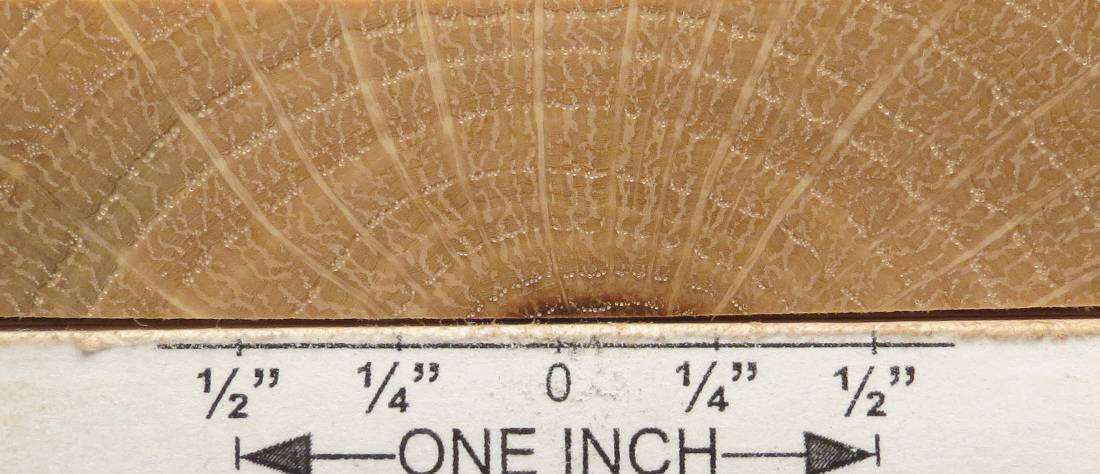 ½” ¼” 0 ¼” ½”
ONE INCH